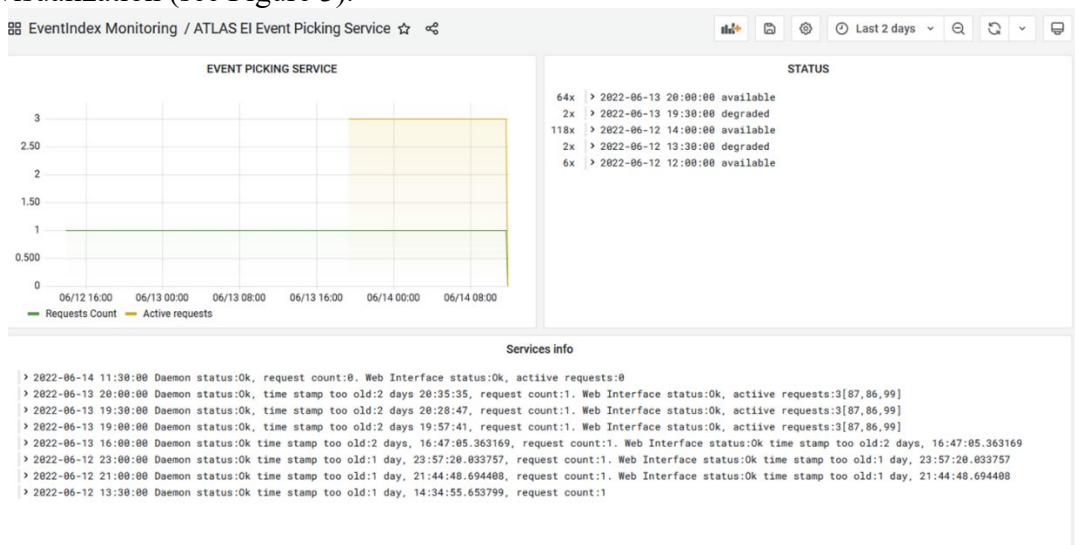 visualization (see Figure 3).
EventIndex Monitoring / ATLAS EI Event Picking Service
Last 2 days
EVENT PICKING SERVICE
3
2.50
2
1.50
1
0.500
0
06/12 16:00 06/13 00:00 06/13 08:00 06/13 16:00 06/14 00:00 06/14 08:00
Requests Count Active requests
STATUS
64x > 2022-06-13 20:00:00 available
2x > 2022-06-13 19:30:00 degraded
118x > 2022-06-12 14:00:00 available
2x > 2022-06-12 13:30:00 degraded
6x > 2022-06-12 12:00:00 available
Services info
> 2022-06-14 11:30:00 Daemon status:Ok, request count:0. Web Interface status:Ok, actiive requests:0
> 2022-06-13 20:00:00 Daemon status:Ok, time stamp too old:2 days 20:35:35, request count:1. Web Interface status:Ok, actiive requests:3[87,86,99]
> 2022-06-13 19:30:00 Daemon status:Ok, time stamp too old:2 days 20:28:47, request count:1. Web Interface status:Ok, actiive requests:3[87,86,99]
> 2022-06-13 19:00:00 Daemon status:Ok, time stamp too old:2 days 19:57:41, request count:1. Web Interface status:Ok, actiive requests:3[87,86,99]
> 2022-06-13 16:00:00 Daemon status:Ok time stamp too old:2 days, 16:47:05.363169, request count:1. Web Interface status:Ok time stamp too old:2 days, 16:47:05.363169
> 2022-06-12 23:00:00 Daemon status:Ok time stamp too old:1 day, 23:57:20.033757, request count:1. Web Interface status:Ok time stamp too old:1 day, 23:57:20.033757
> 2022-06-12 21:00:00 Daemon status:Ok time stamp too old:1 day, 21:44:48.694408, request count:1. Web Interface status:Ok time stamp too old:1 day, 21:44:48.694408
> 2022-06-12 13:30:00 Daemon status:Ok time stamp too old:1 day, 14:34:55.653799, request count:1